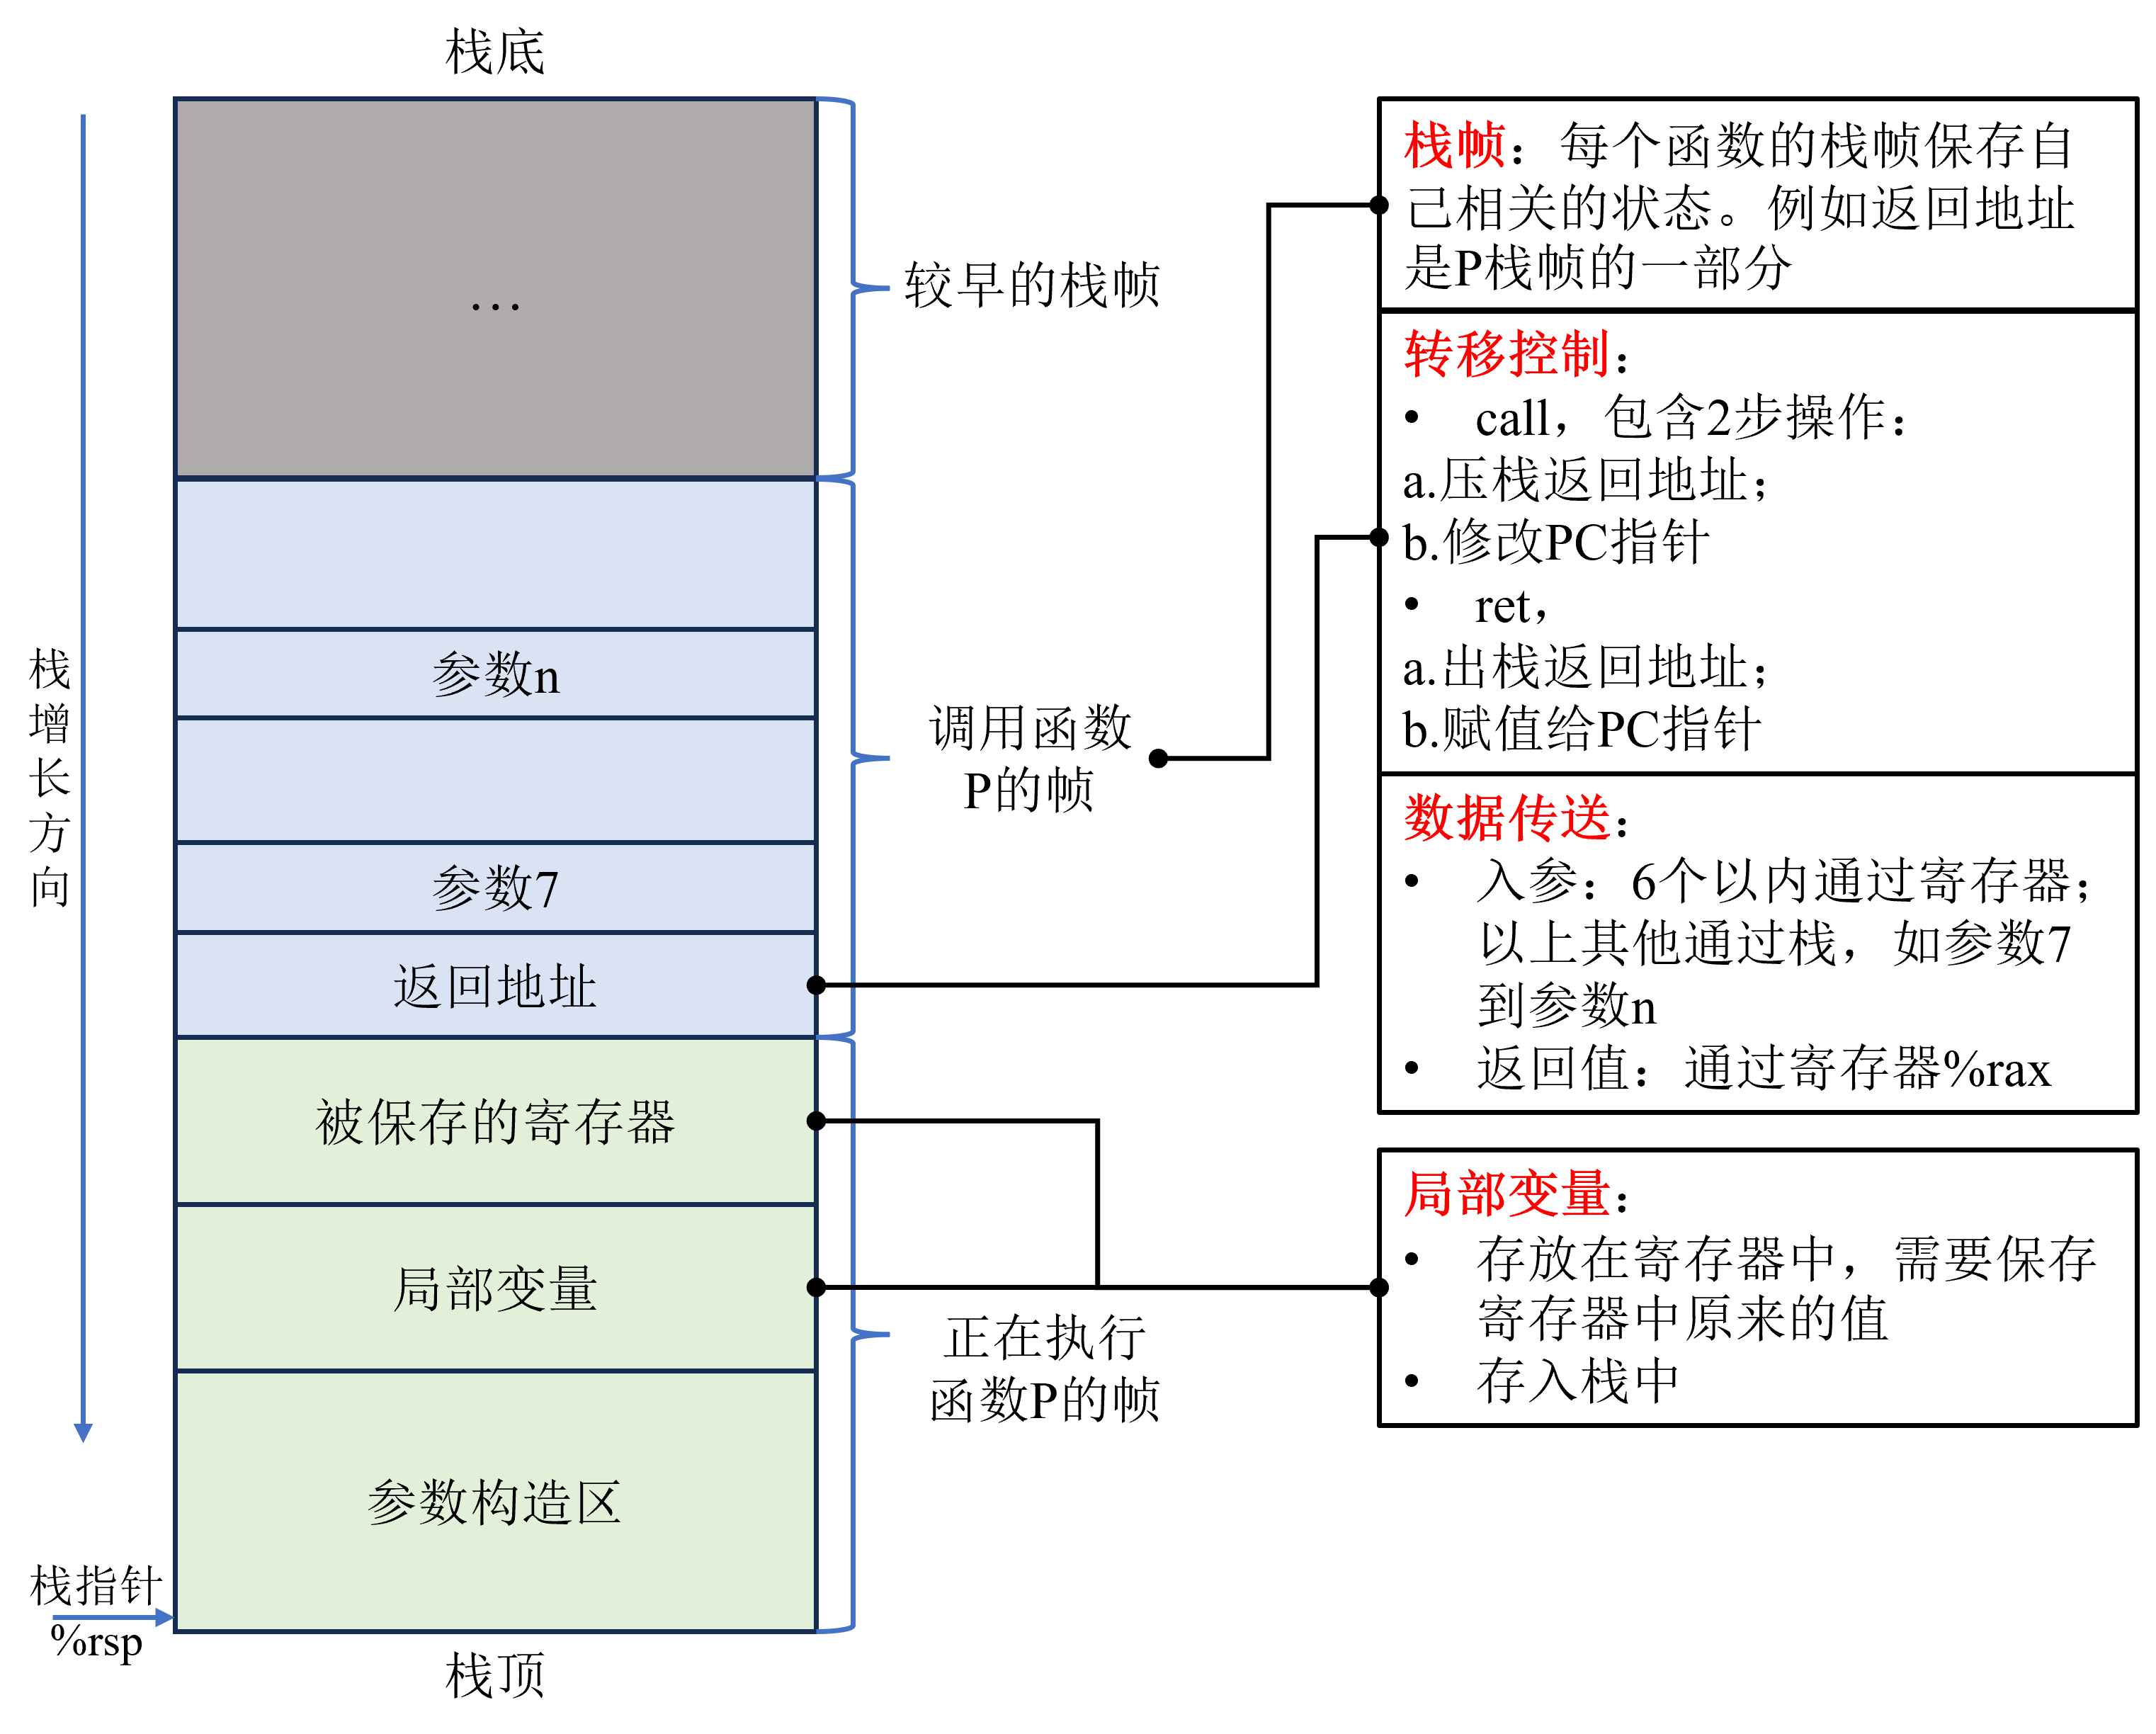 栈底
…
较早的栈帧
参数n
参数7
返回地址
调用函数
P的帧
被保存的寄存器
局部变量
参数构造区
正在执行
函数P的帧
栈增长方向
栈指针
%rsp
栈顶
栈帧：每个函数的栈帧保存自
己相关的状态。例如返回地址
是P栈帧的一部分
转移控制：
• call，包含2步操作：
a.压栈返回地址；
b.修改PC指针
• ret，
a.出栈返回地址；
b.赋值给PC指针
数据传送：
• 入参：6个以内通过寄存器；
以上其他通过栈，如参数7
到参数n
• 返回值：通过寄存器%rax
局部变量：
• 存放在寄存器中，需要保存
寄存器中原来的值
• 存入栈中